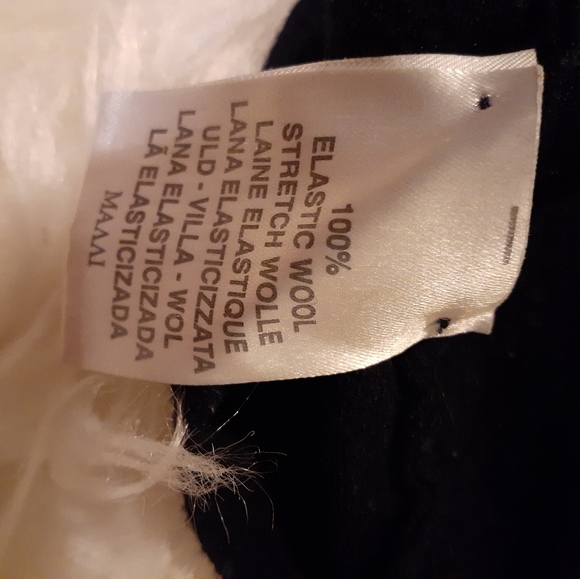 100%
ELASTIC WOOL
STRETCH WOLLE
LAINE ELASTIQUE
LANA ELASTICIZZATA
ULD - VILLA - WOL
LANA ELASTICIZADA
LÃ ELASTICIZADA
ΜΑΛΛΙ